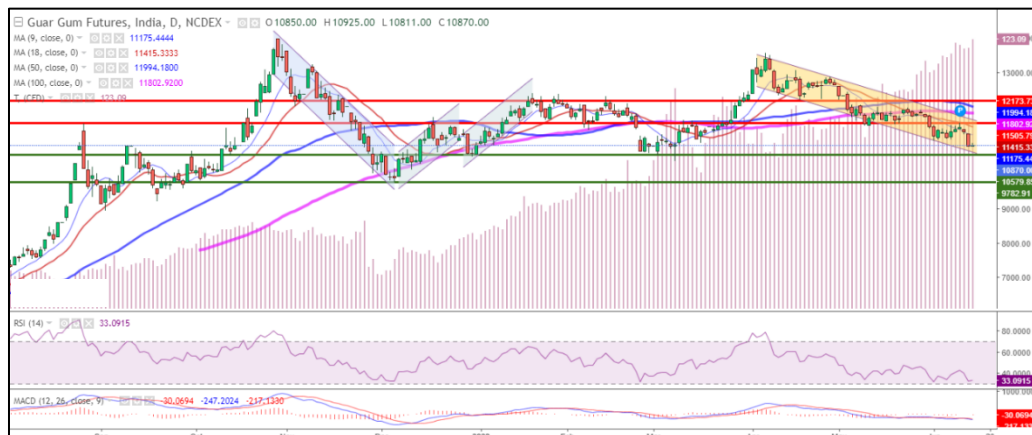 Guar Gum Futures, India, D, NCDEX O10850.00 H10925.00 L10811.00 C10870.00
MA (9, close, 0) 11175.4444
MA (18, close, 0) 11415.3333
MA (50, close, 0) 11994.1800
MA (100, close, 0) 11802.9200
123.09
123.09
13000.00
12173.7
11994.18
11802.92
11505.79
11415.33
11175.44
10870.00
10579.85
9782.91
9000.00
8000.00
7000.00
P
RSI (14) 33.0915
80.0000
60.0000
40.0000
33.0915
MACD (12, 26, close, 9) -30.0694 -247.2024 -217.1330
1000.00
-30.0694